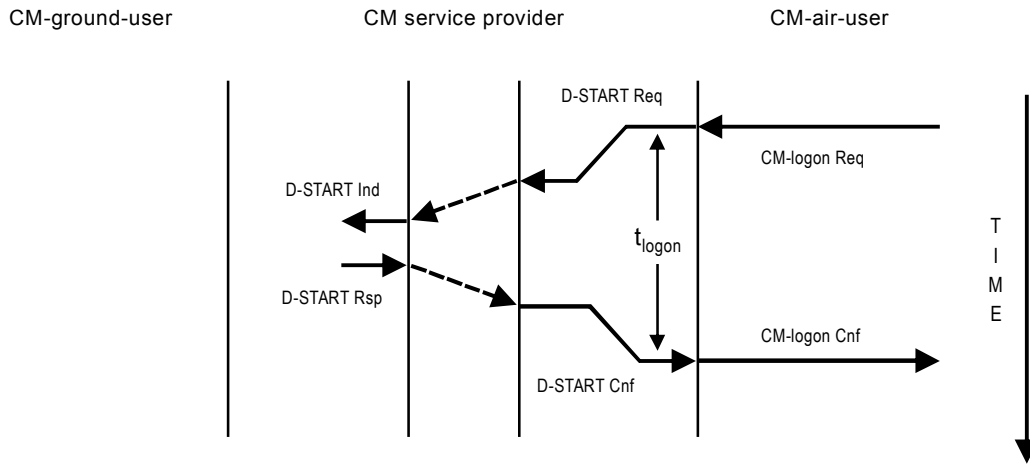 CM-ground-user
CM service provider
CM-air-user
D-START Req
CM-logon Req
D-START Ind
t_logon
D-START Rsp
CM-logon Cnf
D-START Cnf
T
I
M
E